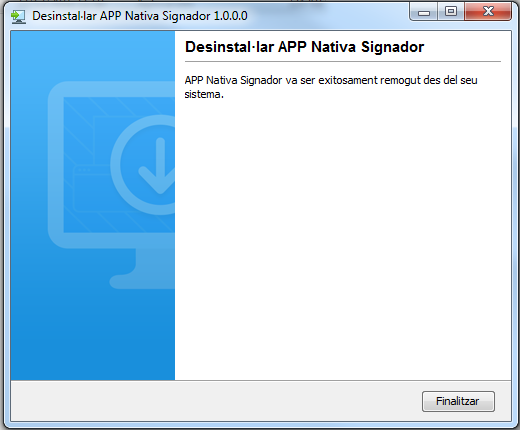 Desinstal·lar APP Nativa Signador 1.0.0.0
Desinstal·lar APP Nativa Signador
APP Nativa Signador va ser exitosament remogut des del seu
sistema.
Finalitzar